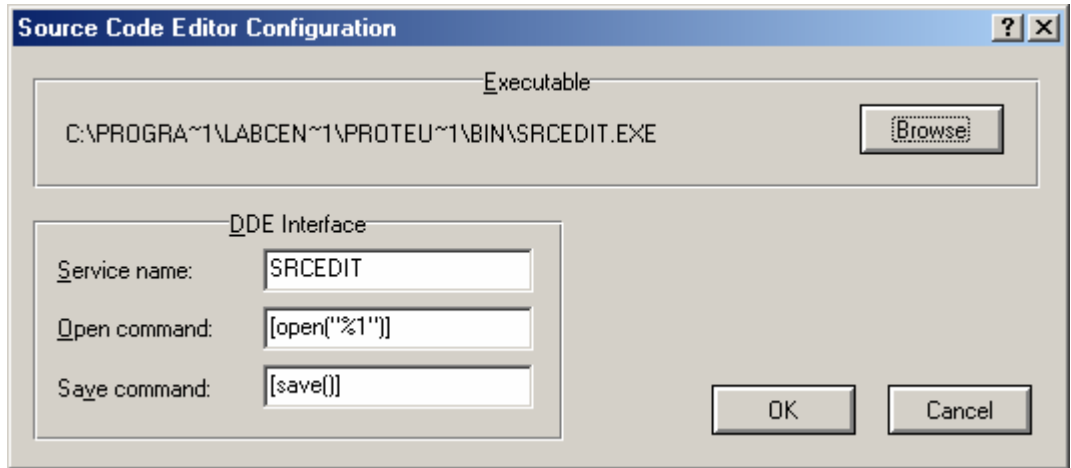 Source Code Editor Configuration
Executable
C:\PROGRA~1\LABCEN~1\PROTEU~1\BIN\SRCEDIT.EXE
Browse
DDE Interface
Service name: SRCEDIT
Open command: [open("%1")]
Save command: [save()]
OK Cancel